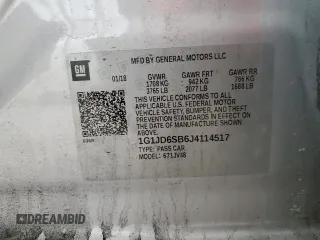 MFD BY GENERAL MOTORS LLC
GM
01/18
GVWR GAWR FRT GAWR RR
1708 KG 942 KG 766 KG
3765 LB 2077 LB 1688 LB
THIS VEHICLE CONFORMS TO ALL APPLICABLE
U.S. FEDERAL MOTOR VEHICLE SAFETY,
VEHICLE SAFETY, BUMPER, AND THEFT
PREVENTION STANDARDS IN EFFECT ON THE
DATE OF MANUFACTURE SHOWN
ABOVE.
1G1JD6SB6J4114517
TYPE: PASS CAR
MODEL:
DREAMBID